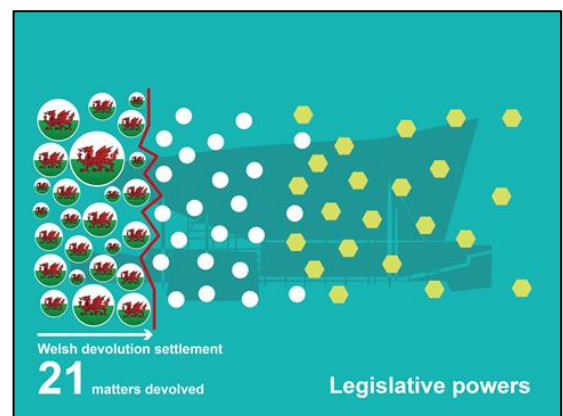 Welsh devolution settlement
21 matters devolved
Legislative powers